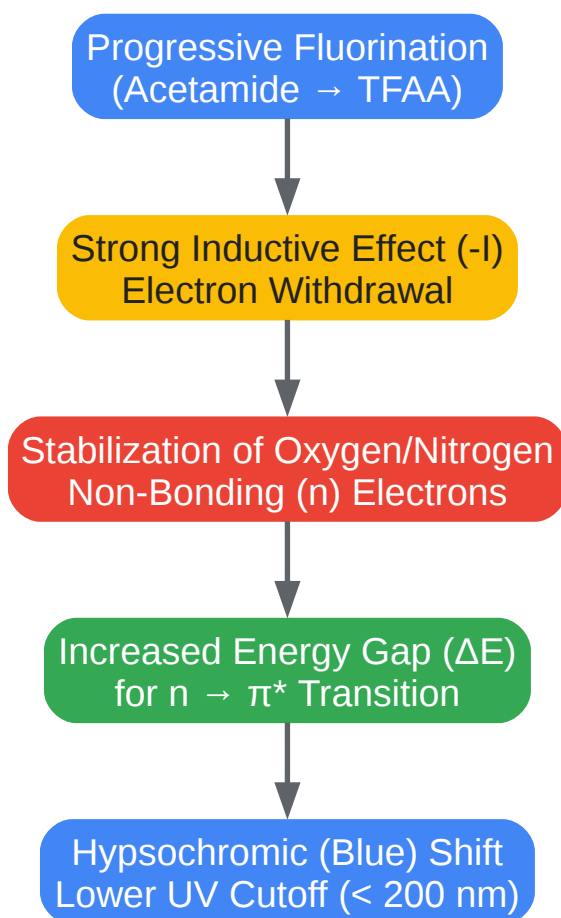 Progressive Fluorination
(Acetamide → TFAA)
Strong Inductive Effect (-I)
Electron Withdrawal
Stabilization of Oxygen/Nitrogen
Non-Bonding (n) Electrons
Increased Energy Gap (ΔE)
for n → π* Transition
Hypsochromic (Blue) Shift
Lower UV Cutoff (< 200 nm)